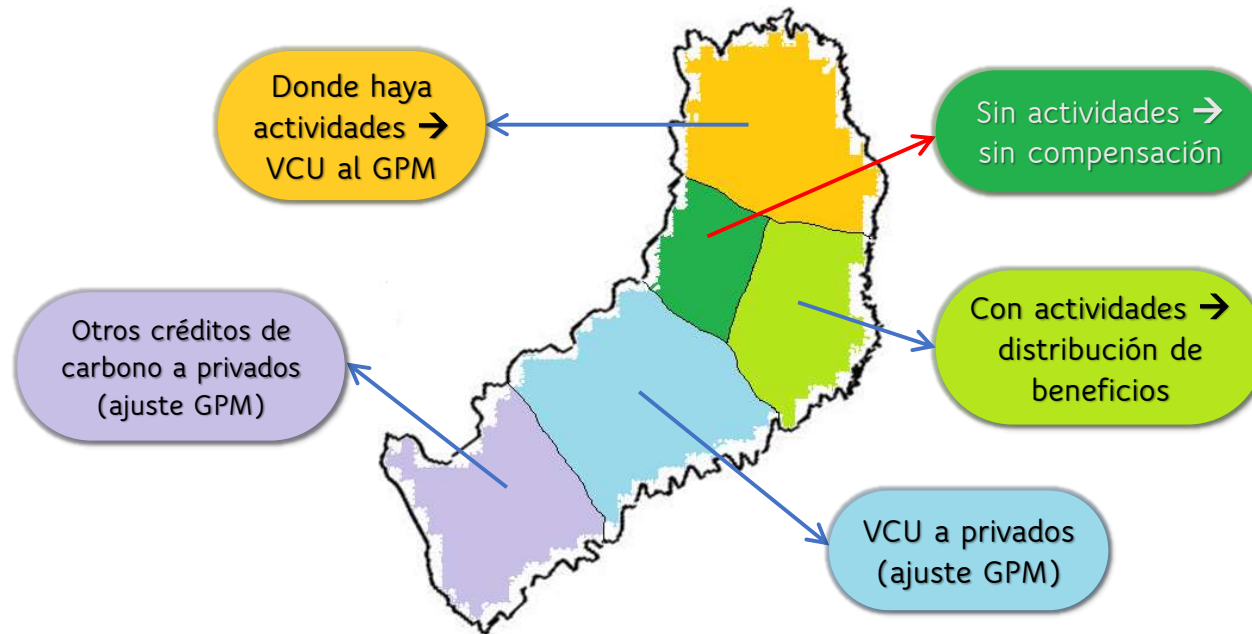 Donde haya
actividades →
VCU al GPM
Sin actividades →
sin compensación
Otros créditos de
carbono a privados
(ajuste GPM)
Con actividades →
distribución de
beneficios
VCU a privados
(ajuste GPM)